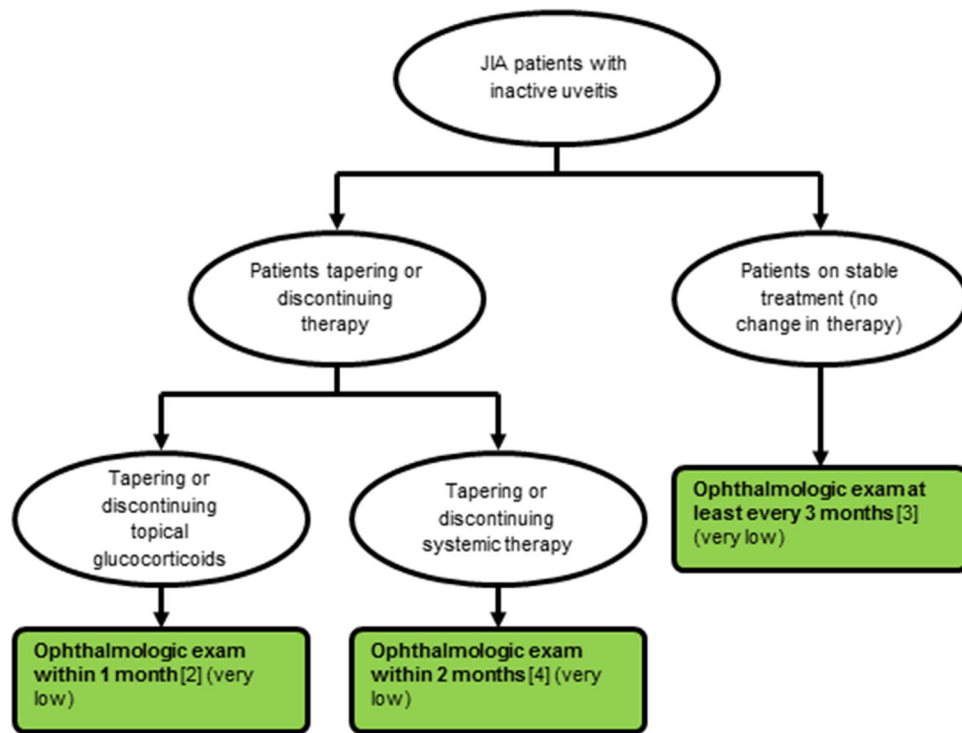 JIA patients with
inactive uveitis
Patients tapering or
discontinuing
therapy
Patients on stable
treatment (no
change in therapy)
Tapering or
discontinuing
topical
glucocorticoids
Tapering or
discontinuing
systemic therapy
Ophthalmologic exam at
least every 3 months [3]
(very low)
Ophthalmologic exam
within 1 month [2] (very
low)
Ophthalmologic exam
within 2 months [4] (very
low)